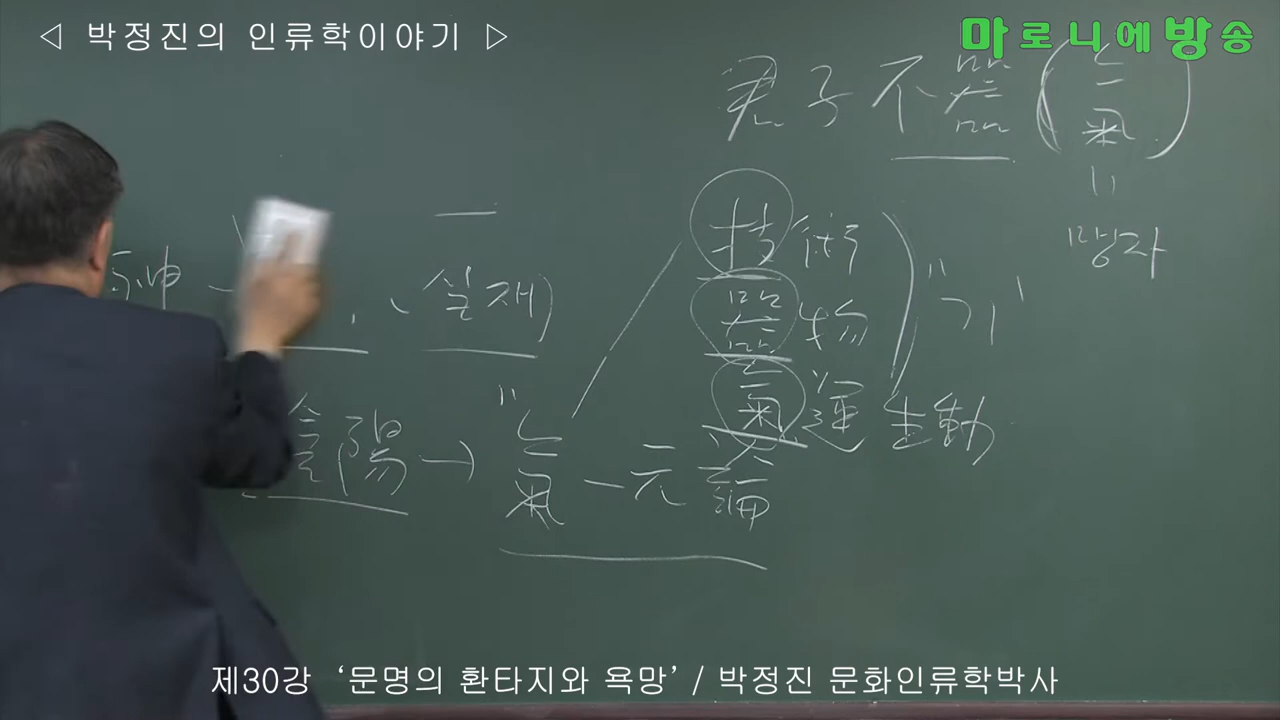 ◁ 박정진의 인류학이야기 ▷
마로니에방송
君子不器 (氣)
"
맹자
技術
器物
氣運生動
"기'
실재)
陰陽 → "氣一元論
제30강 ‘문명의 환타지와 욕망’ / 박정진 문화인류학박사